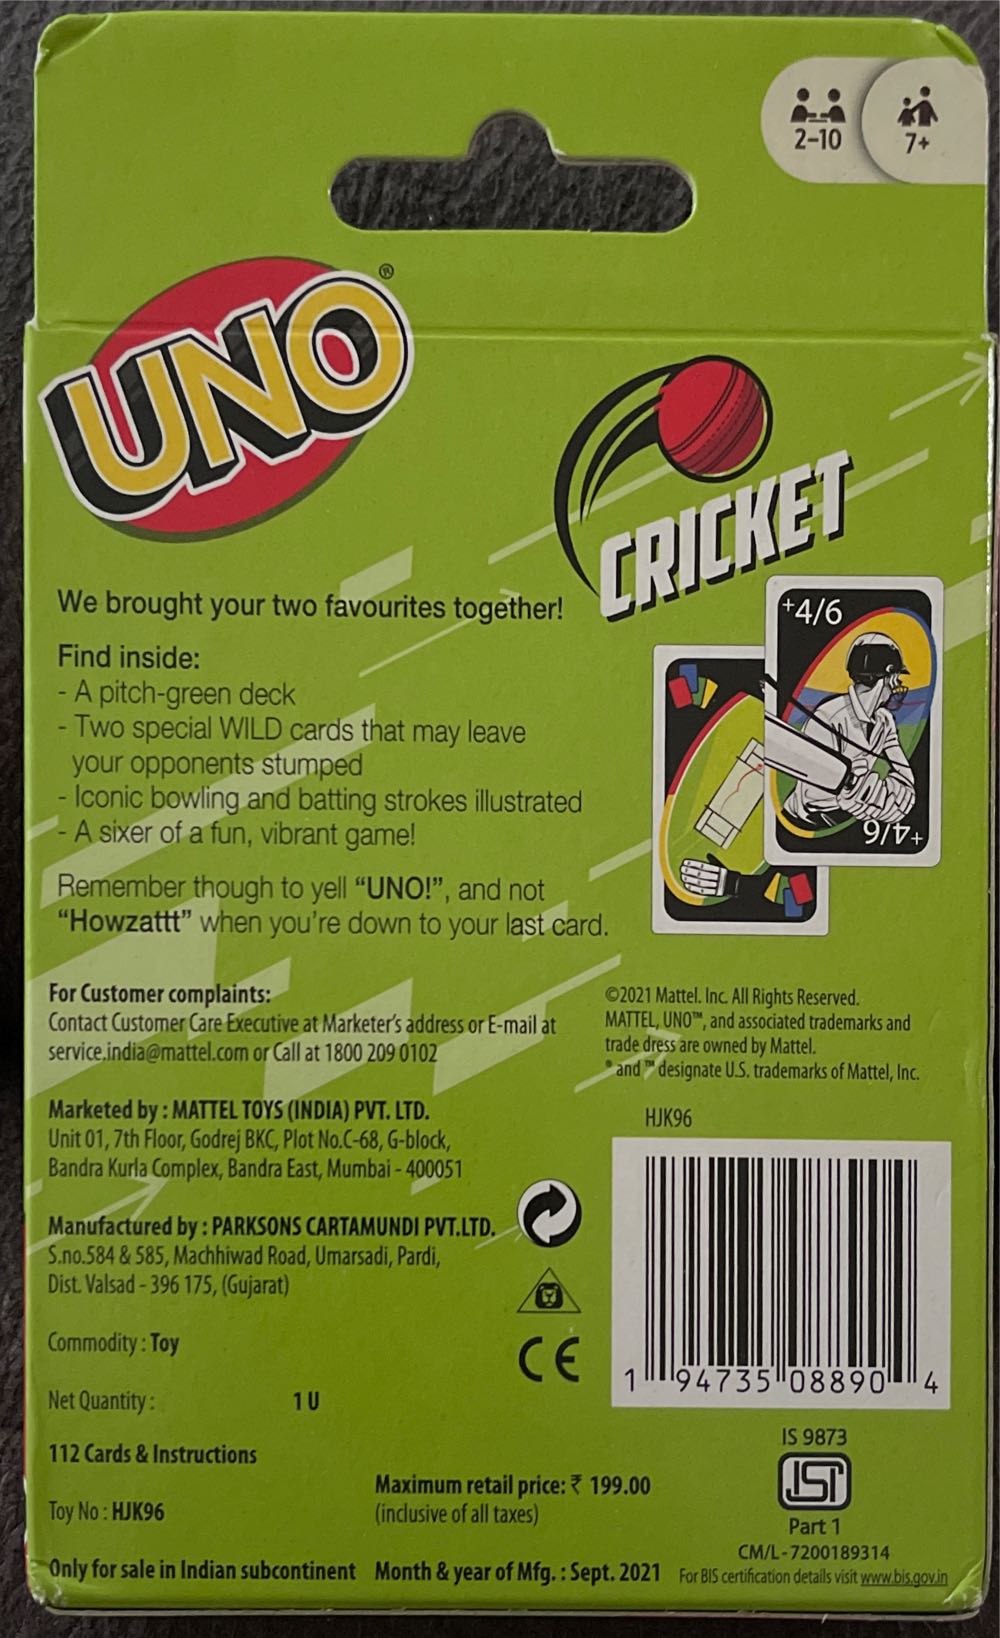 2-10
7+
UNO®
CRICKET
We brought your two favourites together!
Find inside:
- A pitch-green deck
- Two special WILD cards that may leave
your opponents stumped
- Iconic bowling and batting strokes illustrated
- A sixer of a fun, vibrant game!
Remember though to yell “UNO!”, and not
“Howzattt” when you're down to your last card.
+4/6
+4/6
For Customer complaints:
Contact Customer Care Executive at Marketer's address or E-mail at
service.india@mattel.com or Call at 1800 209 0102
Marketed by : MATTEL TOYS (INDIA) PVT. LTD.
Unit 01, 7th Floor, Godrej BKC, Plot No.C-68, G-block,
Bandra Kurla Complex, Bandra East, Mumbai - 400051
Manufactured by : PARKSONS CARTAMUNDI PVT.LTD.
S.no.584 & 585, Machhiwad Road, Umarsadi, Pardi,
Dist. Valsad - 396 175, (Gujarat)
Commodity : Toy
Net Quantity : 1 U
112 Cards & Instructions
Toy No : HJK96
Only for sale in Indian subcontinent
Maximum retail price: ₹ 199.00
(inclusive of all taxes)
Month & year of Mfg. : Sept. 2021
©2021 Mattel. Inc. All Rights Reserved.
MATTEL, UNO™, and associated trademarks and
trade dress are owned by Mattel.
® and ™ designate U.S. trademarks of Mattel, Inc.
HJK96
CE
1 94735 08890 4
IS 9873
ISI
Part 1
CM/L - 7200189314
For BIS certification details visit www.bis.gov.in